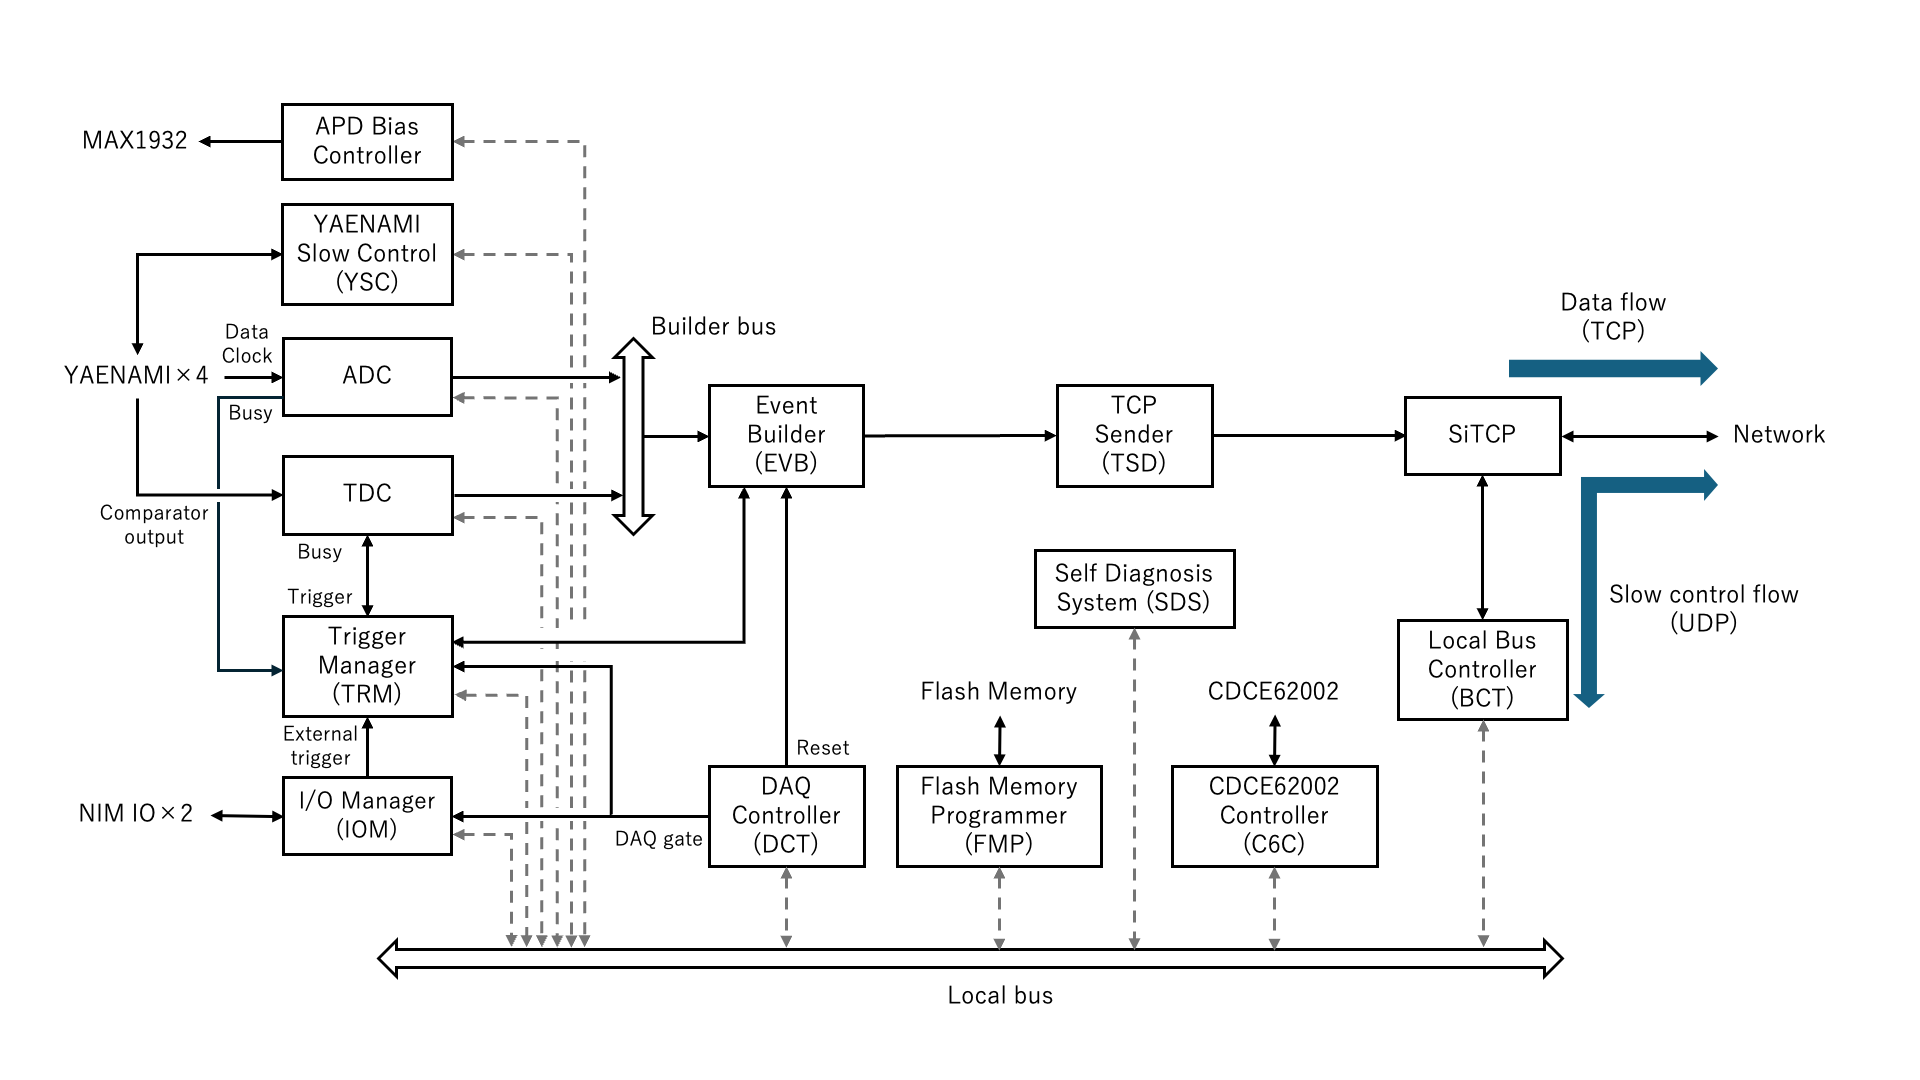 APD Bias
Controller
MAX1932
YAENAMI
Slow Control
(YSC)
Data
Clock
YAENAMI×4
ADC
Busy
Builder bus
TDC
Comparator
output
Busy
Trigger
Trigger
Manager
(TRM)
External
trigger
I/O Manager
(IOM)
NIM IO×2
Event
Builder
(EVB)
TCP
Sender
(TSD)
SiTCP
Data flow
(TCP)
Network
Slow control flow
(UDP)
Self Diagnosis
System (SDS)
Local Bus
Controller
(BCT)
Flash Memory
CDCE62002
Reset
DAQ
Controller
(DCT)
DAQ gate
Flash Memory
Programmer
(FMP)
CDCE62002
Controller
(C6C)
Local bus